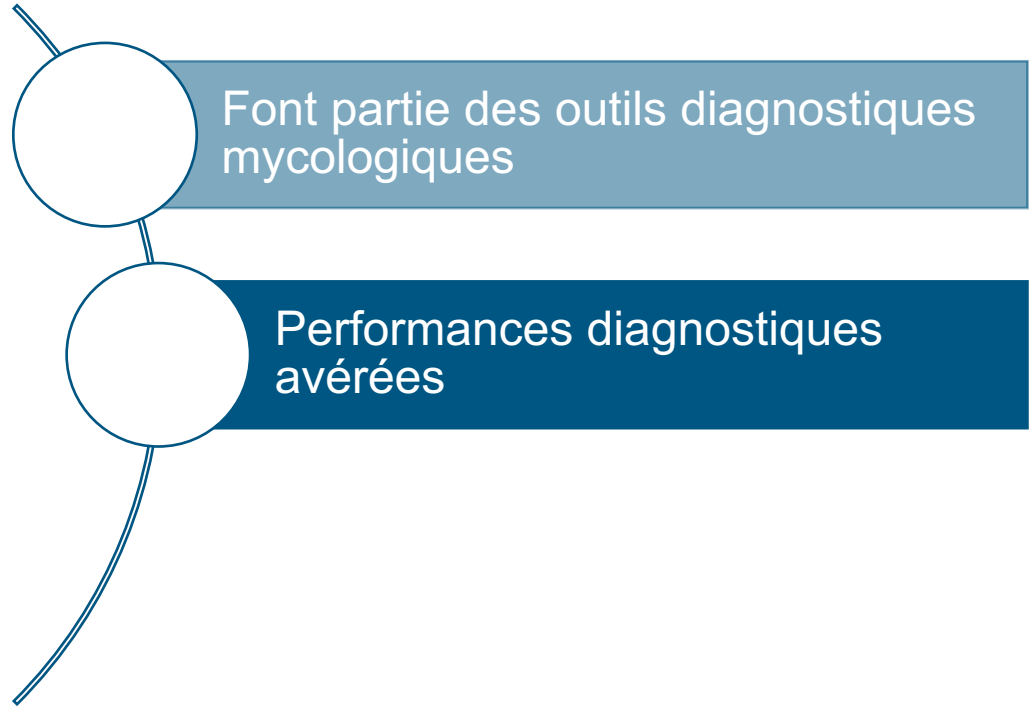 Font partie des outils diagnostiques
mycologiques
Performances diagnostiques
avérées